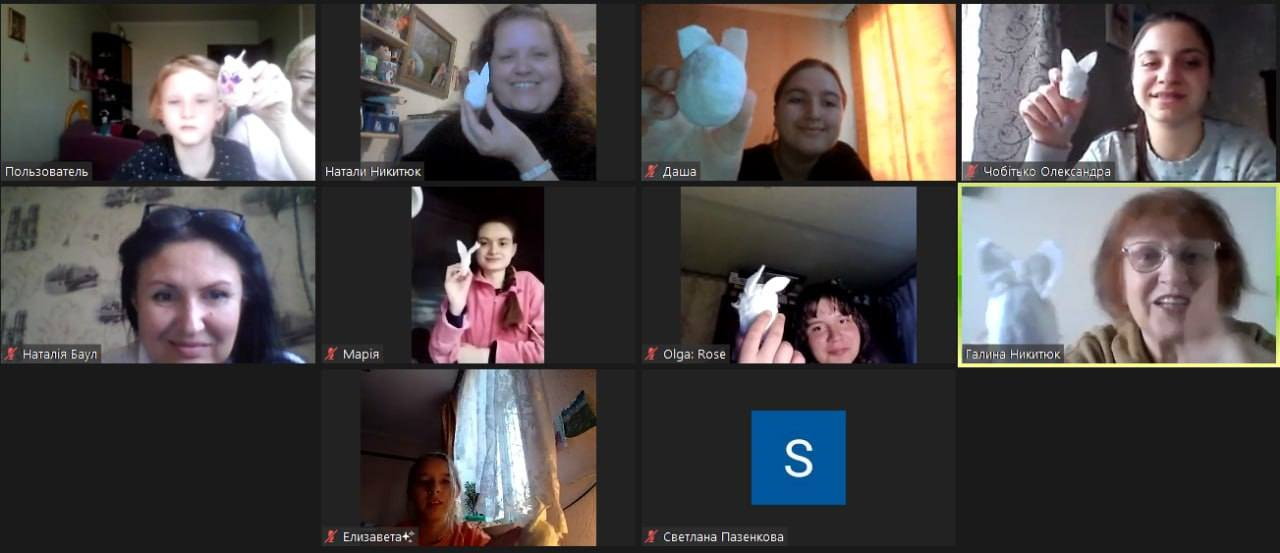 Пользователь
Натали Никитюк
Даша
Чобітько Олександра
Наталія Баул
Марія
Olga: Rose
Галина Никитюк
S
Елизавета✨
Светлана Пазенкова